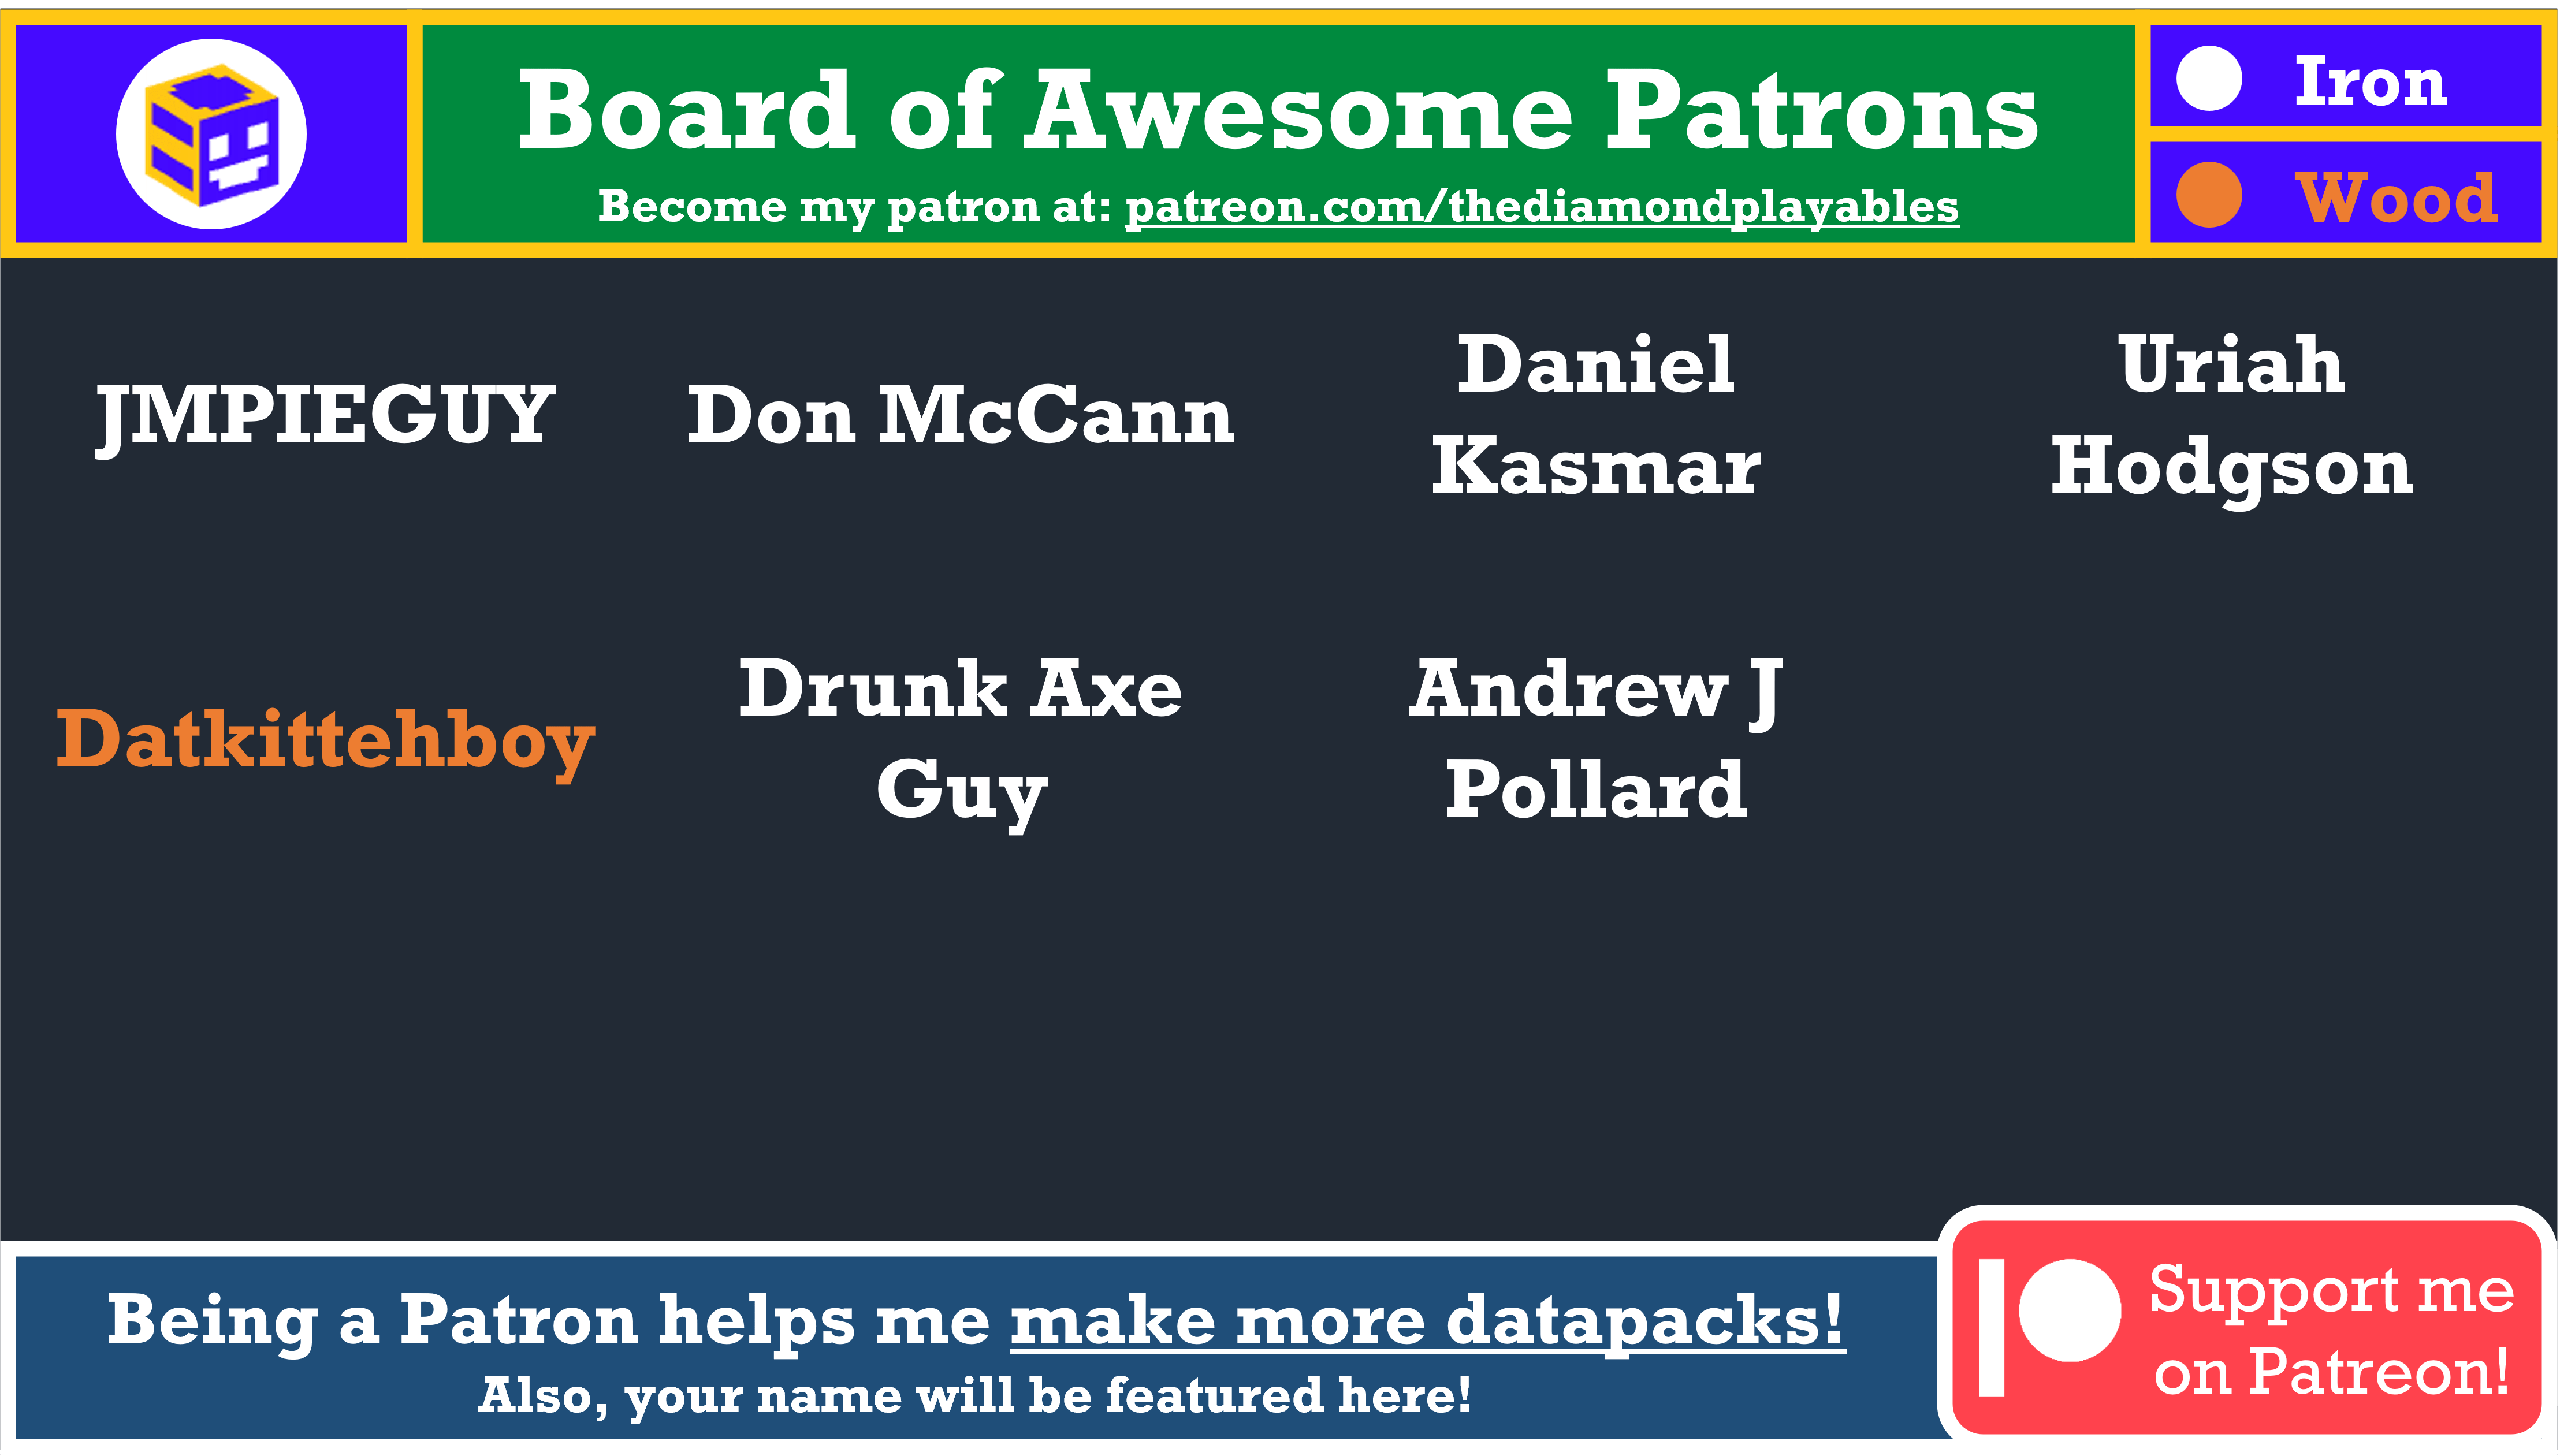 Board of Awesome Patrons
Become my patron at: patreon.com/thediamondplayables
Iron
Wood
JMPIEGUY
Don McCann
Daniel
Kasmar
Uriah
Hodgson
Datkittehboy
Drunk Axe
Guy
Andrew J
Pollard
Being a Patron helps me make more datapacks!
Also, your name will be featured here!
Support me
on Patreon!